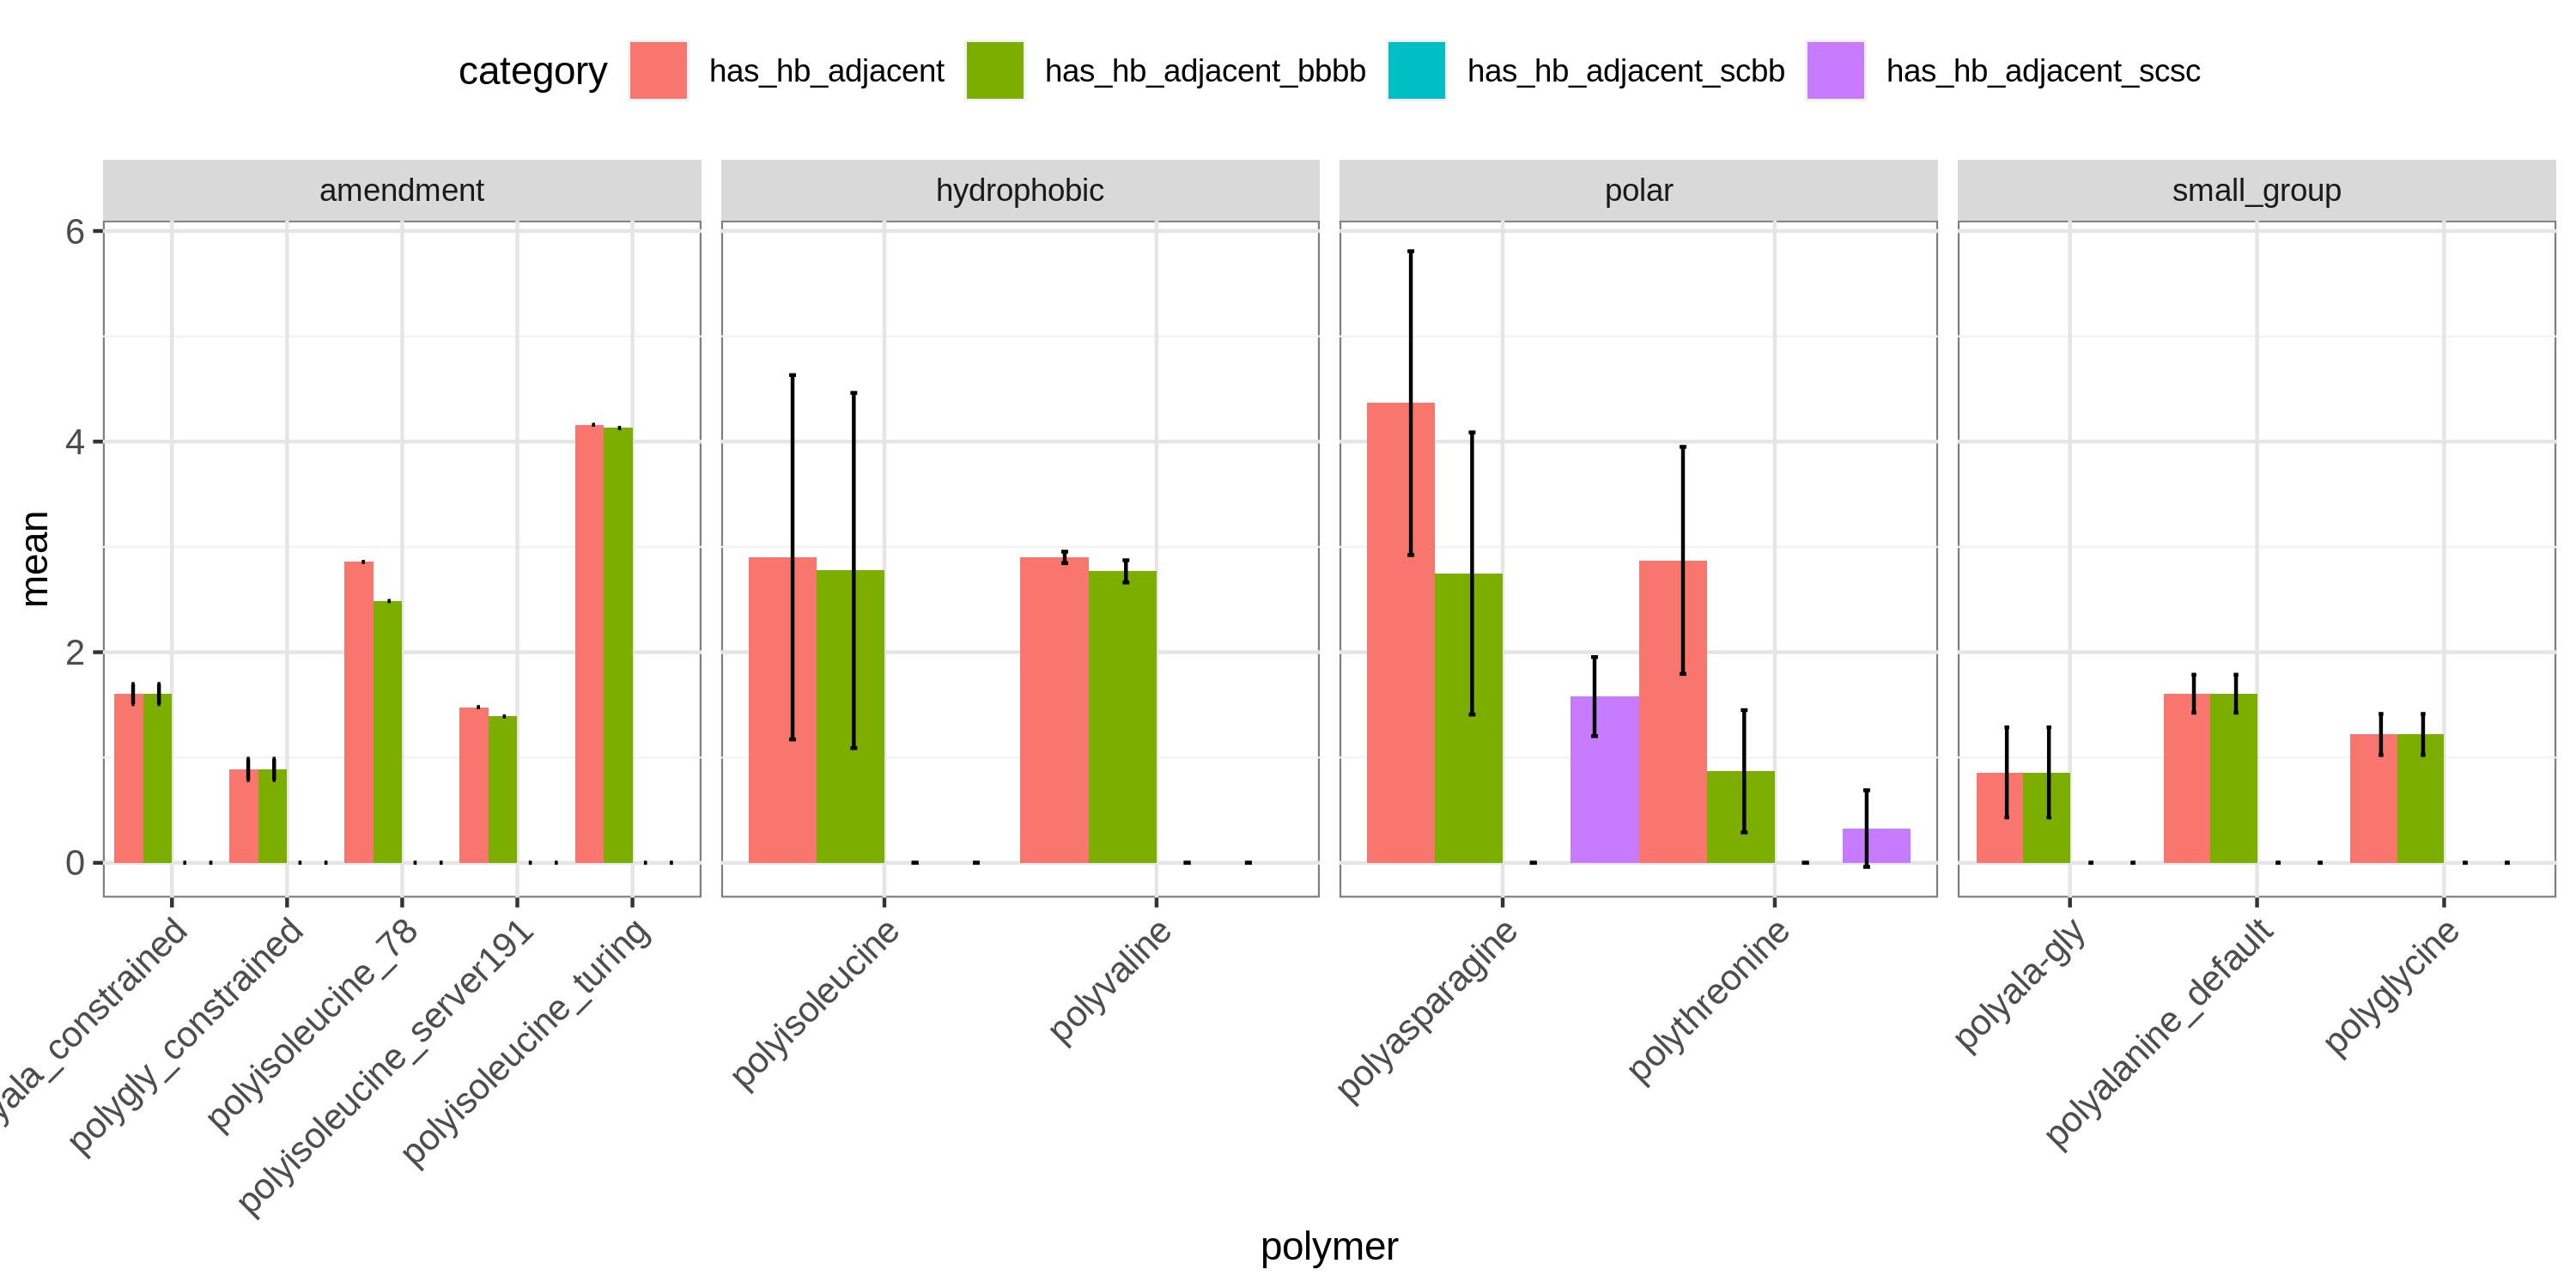 category has_hb_adjacent has_hb_adjacent_bbbb has_hb_adjacent_scbb has_hb_adjacent_scsc
amendment hydrophobic polar small_group
6
4
2
0
mean
yala_constrained
polygly_constrained
polyisoleucine_78
polyisoleucine_server191
polyisoleucine_turing
polyisoleucine
polyvaline
polyasparagine
polythreonine
polyala-gly
polyalanine_default
polyglycine
polymer